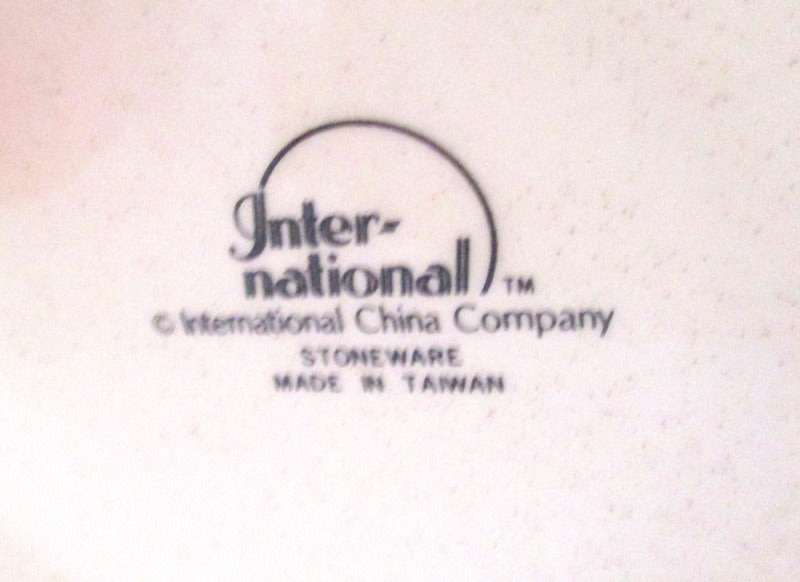 Inter-
national TM
© International China Company
STONEWARE
MADE IN TAIWAN